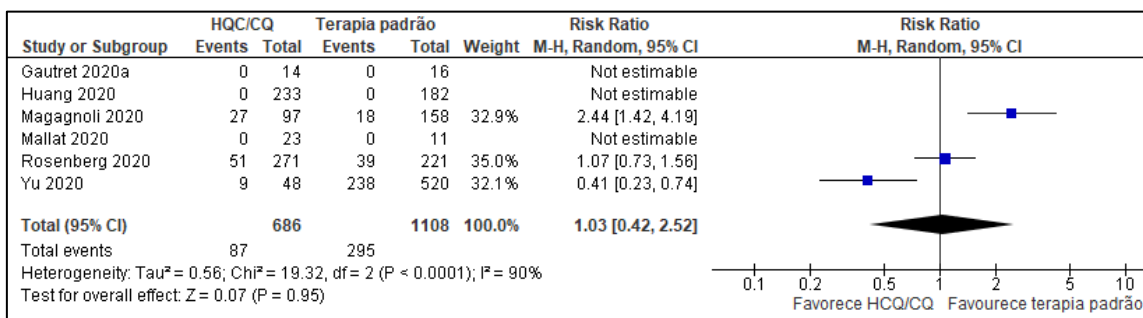 HQC/CQ Terapia padrão Risk Ratio Risk Ratio
Study or Subgroup Events Total Events Total Weight M-H, Random, 95% CI M-H, Random, 95% CI
Gautret 2020a 0 14 0 16 Not estimable
Huang 2020 0 233 0 182 Not estimable
Magagnoli 2020 27 97 18 158 32.9% 2.44 [1.42, 4.19]
Mallat 2020 0 23 0 11 Not estimable
Rosenberg 2020 51 271 39 221 35.0% 1.07 [0.73, 1.56]
Yu 2020 9 48 238 520 32.1% 0.41 [0.23, 0.74]
Total (95% CI) 686 1108 100.0% 1.03 [0.42, 2.52]
Total events 87 295
Heterogeneity: Tau² = 0.56; Chi² = 19.32, df = 2 (P < 0.0001); I² = 90%
Test for overall effect: Z = 0.07 (P = 0.95)
0.1 0.2 0.5 1 2 5 10
Favorece HCQ/CQ Favourece terapia padrão